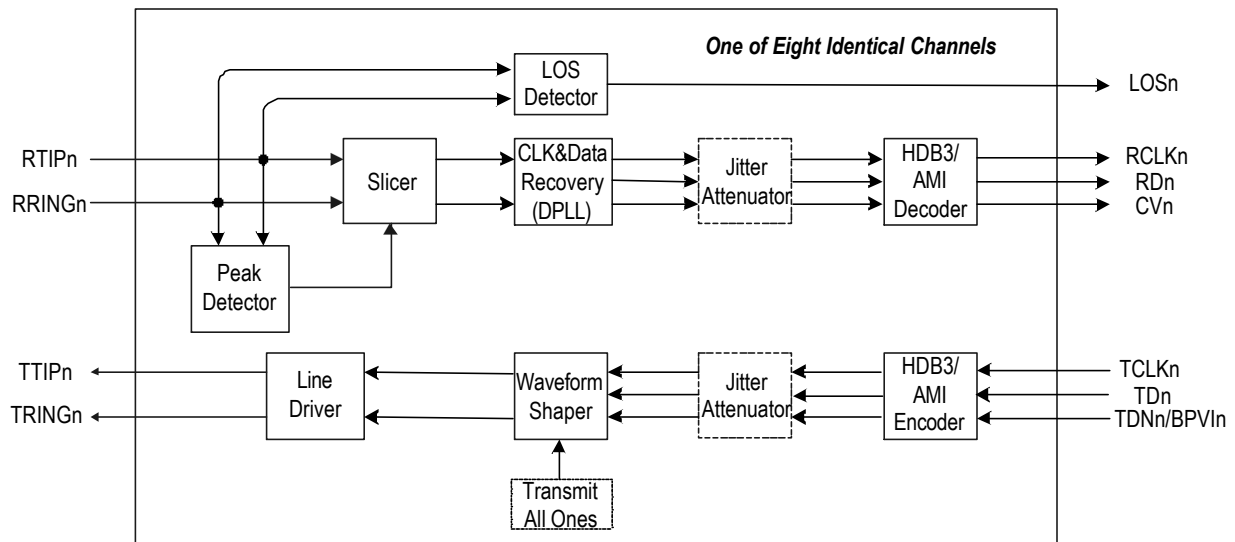 One of Eight Identical Channels
LOS
Detector
LOSn
RTIPn
RRINGn
Slicer
CLK&Data
Recovery
(DPLL)
Jitter
Attenuator
HDB3/
AMI
Decoder
RCLKn
RDn
CVn
Peak
Detector
TTIPn
TRINGn
Line
Driver
Waveform
Shaper
Jitter
Attenuator
HDB3/
AMI
Encoder
TCLKn
TDn
TDNn/BPVIn
Transmit
All Ones